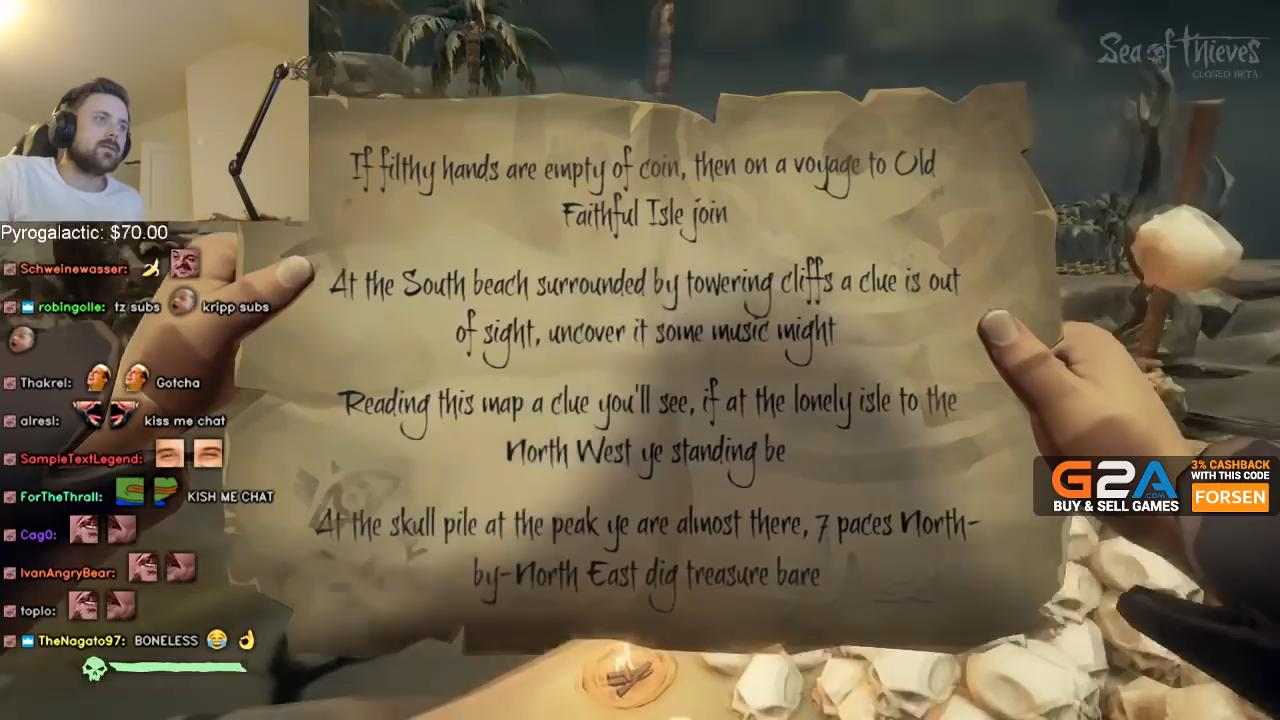 Sea of Thieves
CLOSED BETA
If filthy hands are empty of coin, then on a voyage to Old
Faithful Isle join
At the South beach surrounded by towering cliffs a clue is out
of sight, uncover it some music might
Reading this map a clue you'll see, if at the lonely isle to the
North West ye standing be
At the skull pile at the peak ye are almost there, 7 paces North-
by-North East dig treasure bare
Pyrogalactic: $70.00
Schweinewasser:
robingolle: tz subs kripp subs
Thakrel: Gotcha
alresl: kiss me chat
SampleTextLegend:
ForTheThrall: KISH ME CHAT
Cag0:
IvanAngryBear:
toplo:
TheNagato97: BONELESS 😂 👌
G2A
.COM
BUY & SELL GAMES
3% CASHBACK
WITH THIS CODE
FORSEN